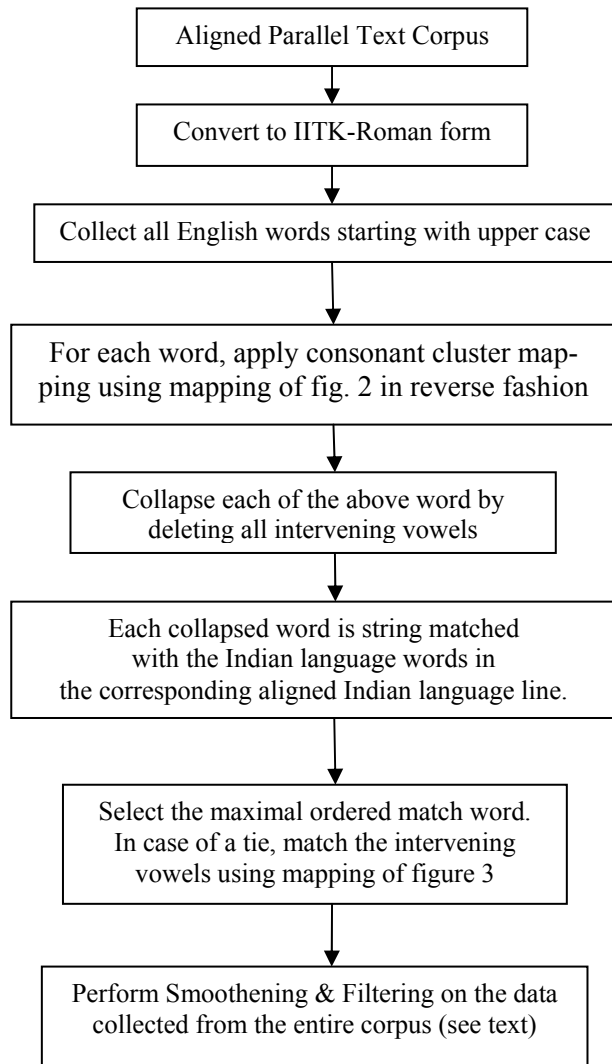 Aligned Parallel Text Corpus
Convert to IITK-Roman form
Collect all English words starting with upper case
For each word, apply consonant cluster map-
ping using mapping of fig. 2 in reverse fashion
Collapse each of the above word by
deleting all intervening vowels
Each collapsed word is string matched
with the Indian language words in
the corresponding aligned Indian language line.
Select the maximal ordered match word.
In case of a tie, match the intervening
vowels using mapping of figure 3
Perform Smoothening & Filtering on the data
collected from the entire corpus (see text)